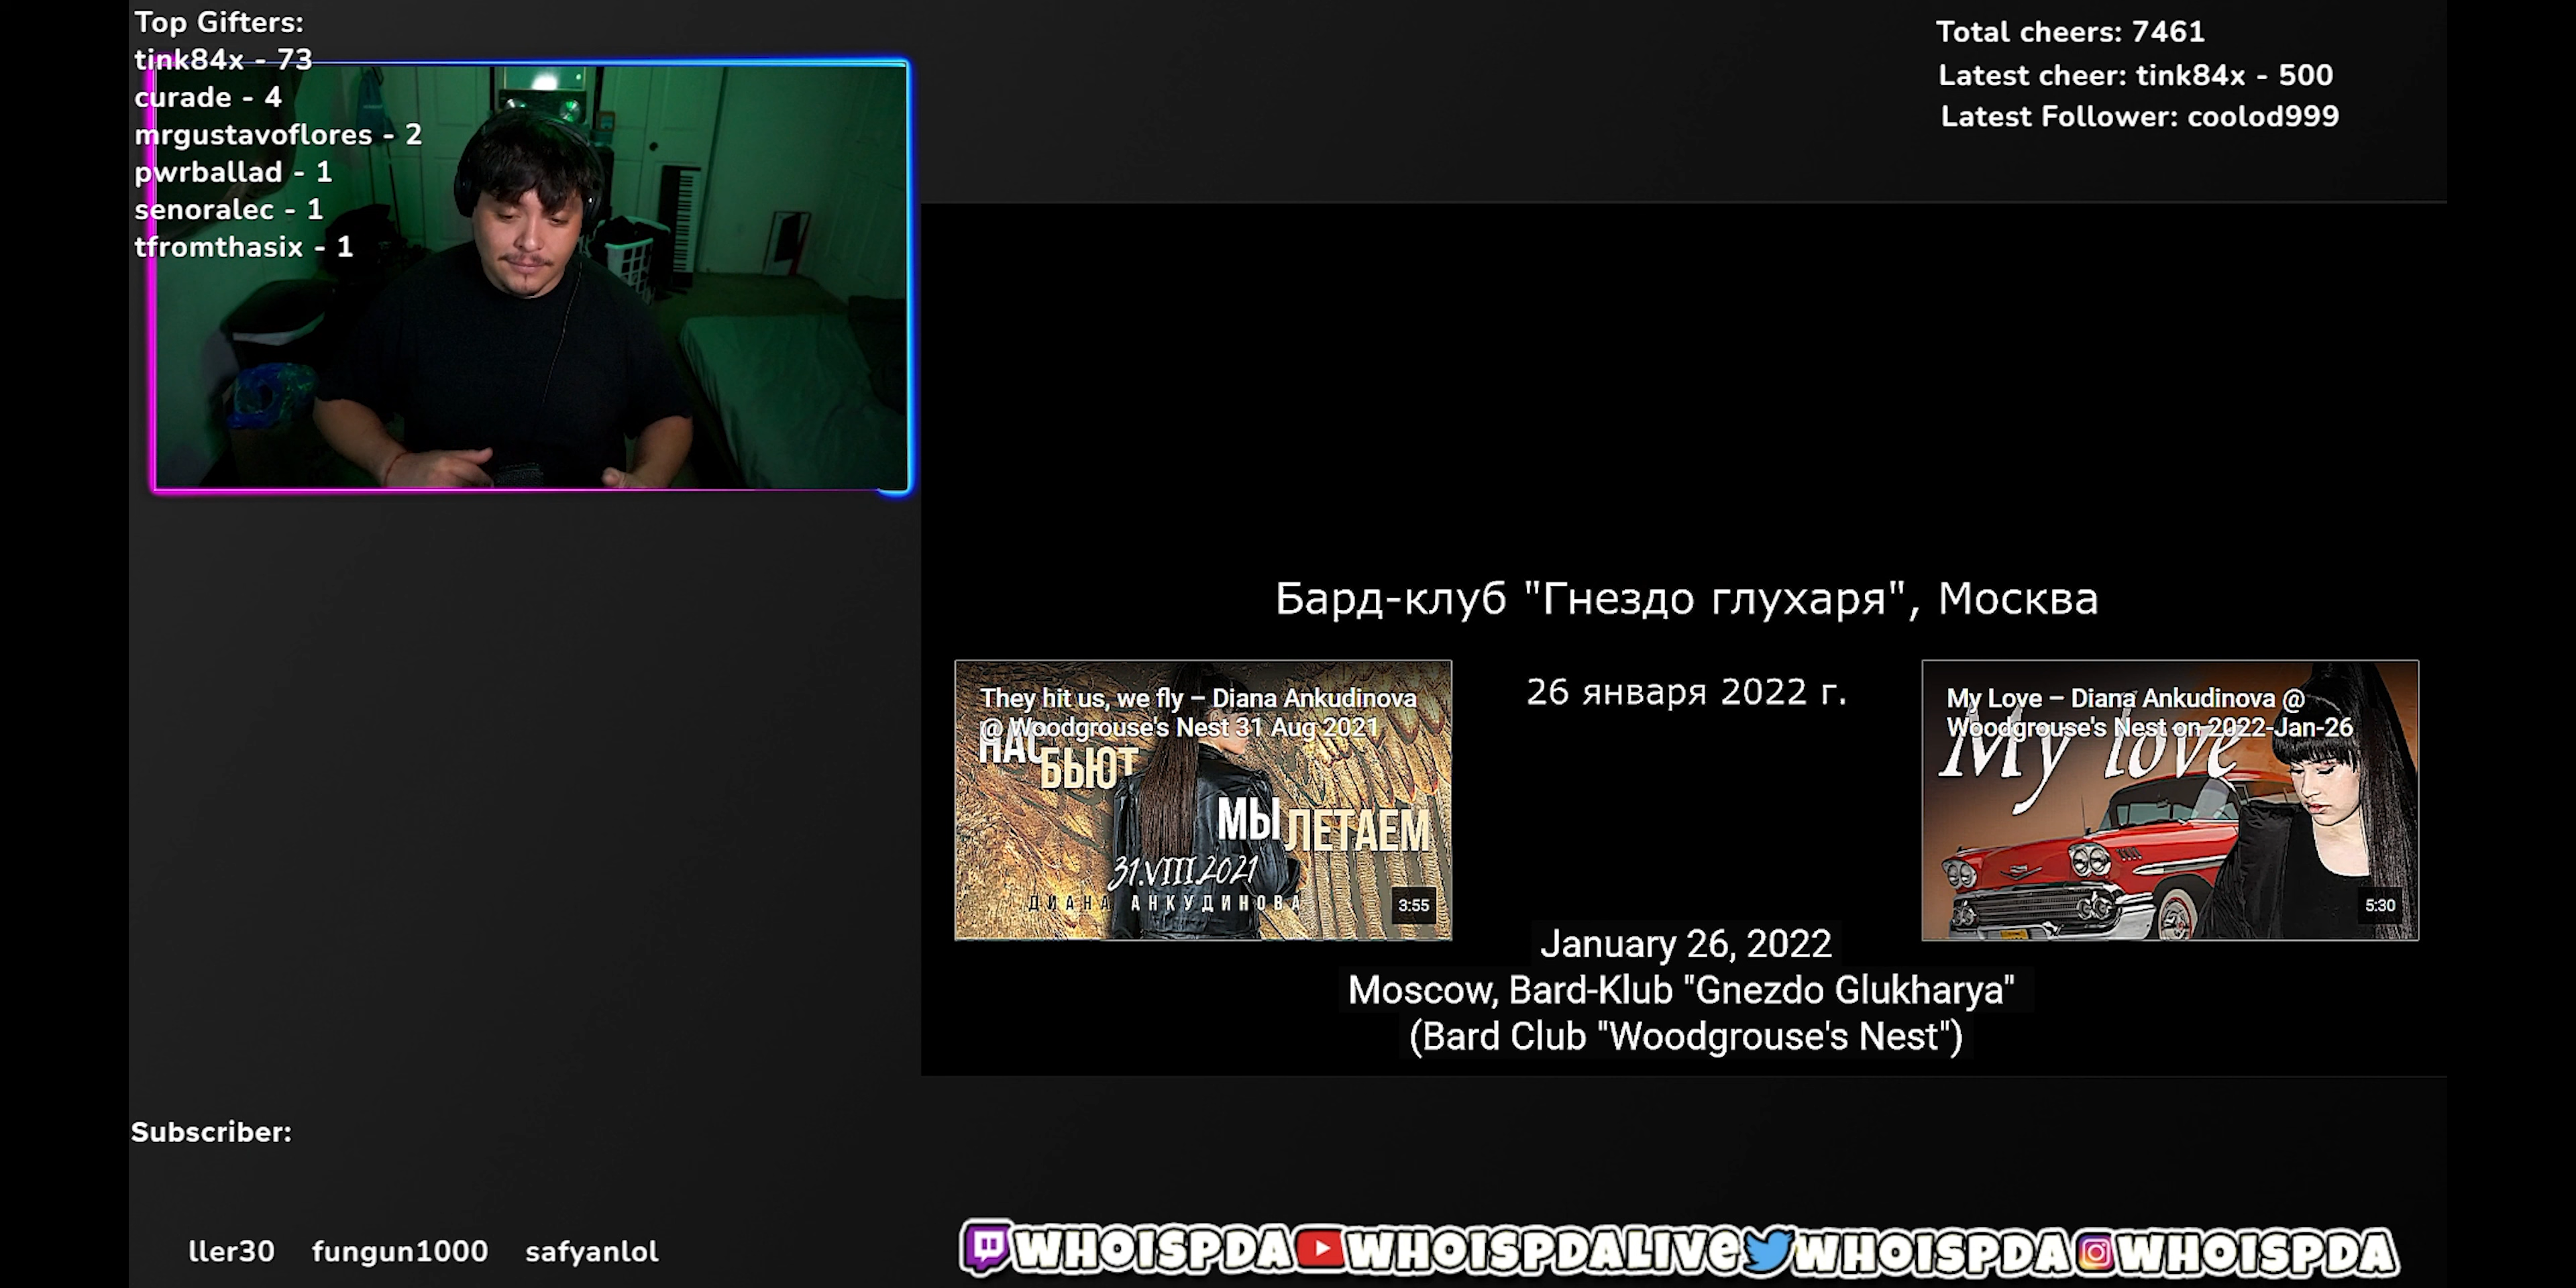 Top Gifters:
tink84x - 73
curade - 4
mrgustavoflores - 2
pwrballad - 1
senoralec - 1
tfromthasix - 1
Total cheers: 7461
Latest cheer: tink84x - 500
Latest Follower: coolod999
Бард-клуб "Гнездо глухаря", Москва
26 января 2022 г.
They hit us, we fly – Diana Ankudinova
@ Woodgrouse's Nest 31 Aug 2021
НАС
БЬЮТ
МЫ ЛЕТАЕМ
31.VIII.2021
ДИАНА АНКУДИНОВА
3:55
My Love – Diana Ankudinova @
Woodgrouse's Nest on 2022-Jan-26
My love
5:30
January 26, 2022
Moscow, Bard-Klub "Gnezdo Glukharya"
(Bard Club "Woodgrouse's Nest")
Subscriber:
ller30 fungun1000 safyanlol
WHOISPDA WHOISPDALIVE WHOISPDA WHOISPDA